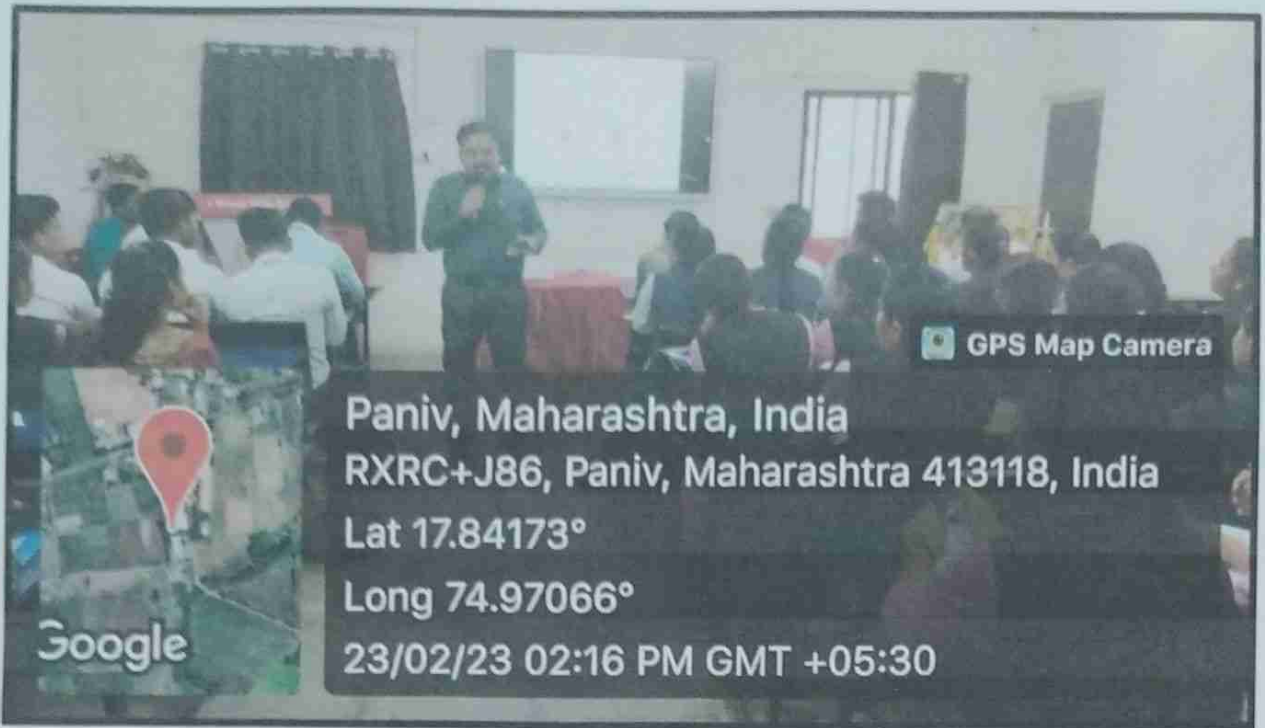 GPS Map Camera
Paniv, Maharashtra, India
RXRC+J86, Paniv, Maharashtra 413118, India
Lat 17.84173°
Long 74.97066°
23/02/23 02:16 PM GMT +05:30
Google